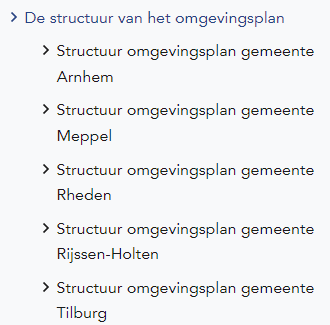 De structuur van het omgevingsplan
Structuur omgevingsplan gemeente
Arnhem
Structuur omgevingsplan gemeente
Meppel
Structuur omgevingsplan gemeente
Rheden
Structuur omgevingsplan gemeente
Rijssen-Holten
Structuur omgevingsplan gemeente
Tilburg